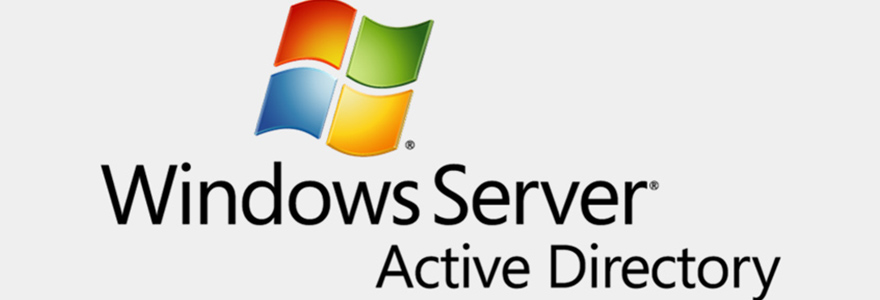 ®
Windows Server®
Active Directory